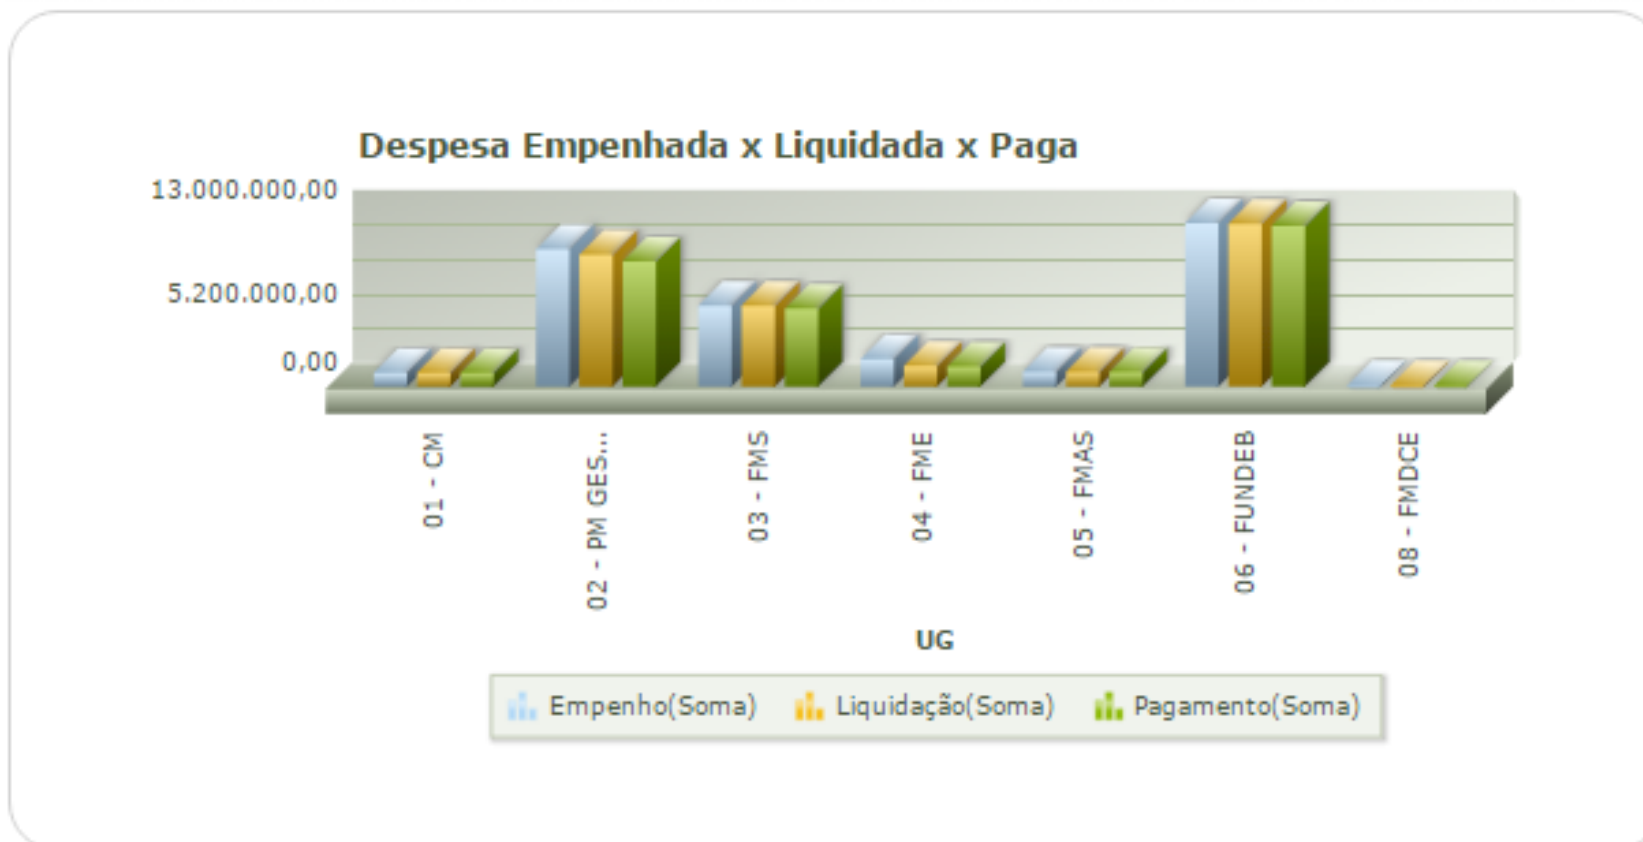 Despesa Empenhada x Liquidada x Paga
13.000.000,00
5.200.000,00
0,00
01 - CM
02 - PM GES...
03 - FMS
04 - FME
05 - FMAS
06 - FUNDEB
08 - FMDCE
UG
Empenho(Soma) Liquidação(Soma) Pagamento(Soma)